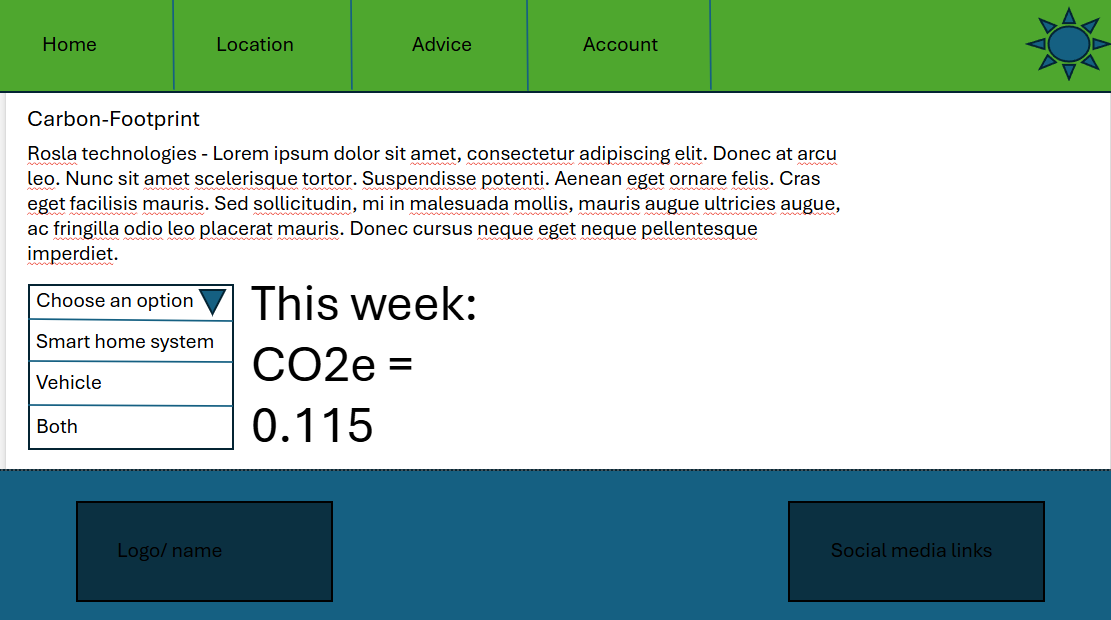 Home Location Advice Account
Carbon-Footprint
Rosla technologies - Lorem ipsum dolor sit amet, consectetur adipiscing elit. Donec at arcu
leo. Nunc sit amet scelerisque tortor. Suspendisse potenti. Aenean eget ornare felis. Cras
eget facilisis mauris. Sed sollicitudin, mi in malesuada mollis, mauris augue ultricies augue,
ac fringilla odio leo placerat mauris. Donec cursus neque eget neque pellentesque
imperdiet.
Choose an option
Smart home system
Vehicle
Both
This week:
CO2e =
0.115
Logo/ name
Social media links